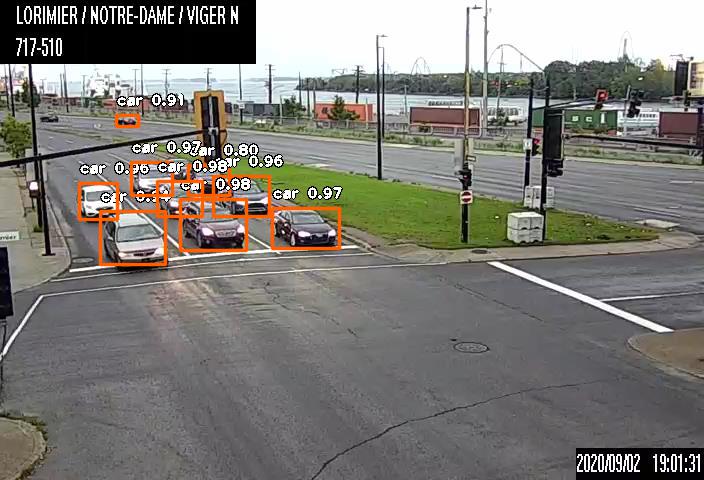 LORIMIER / NOTRE-DAME / VIGER N
717-510
car 0.91
car 0.97
car 0.80
car 0.96
car 0.98
car 0.96
car 0.98
car 0.97
2020/09/02 19:01:31